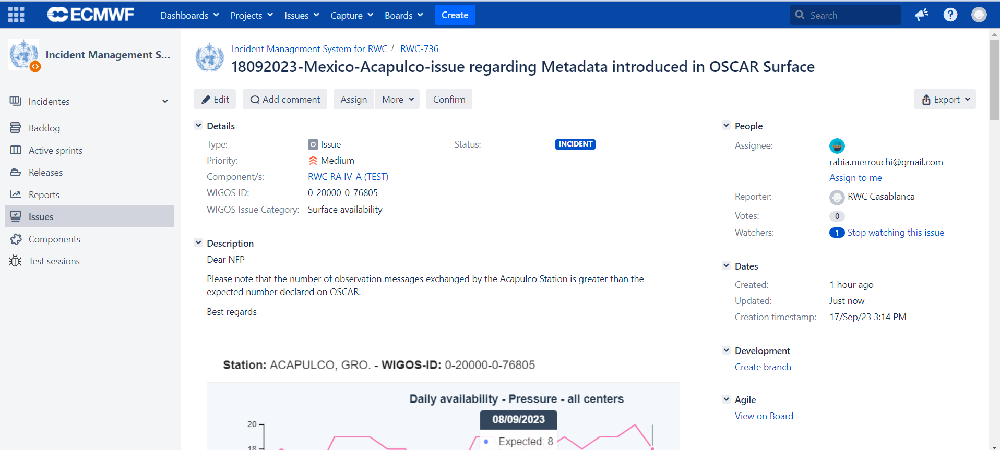 ECMWF
Dashboards Projects Issues Capture Boards Create
Search
Incident Management S...
Incidentes
Backlog
Active sprints
Releases
Reports
Issues
Components
Test sessions
Incident Management System for RWC / RWC-736
18092023-Mexico-Acapulco-issue regarding Metadata introduced in OSCAR Surface
Edit Add comment Assign More Confirm Export
Details
Type: Issue Status: INCIDENT
Priority: Medium
Component/s: RWC RA IV-A (TEST)
WIGOS ID: 0-20000-0-76805
WIGOS Issue Category: Surface availability
Description
Dear NFP
Please note that the number of observation messages exchanged by the Acapulco Station is greater than the
expected number declared on OSCAR.
Best regards
Station: ACAPULCO, GRO. - WIGOS-ID: 0-20000-0-76805
Daily availability - Pressure - all centers
08/09/2023
20
Expected: 8
18
People
Assignee:
rabia.merrouchi@gmail.com
Assign to me
Reporter: RWC Casablanca
Votes: 0
Watchers: 1 Stop watching this issue
Dates
Created: 1 hour ago
Updated: Just now
Creation timestamp: 17/Sep/23 3:14 PM
Development
Create branch
Agile
View on Board